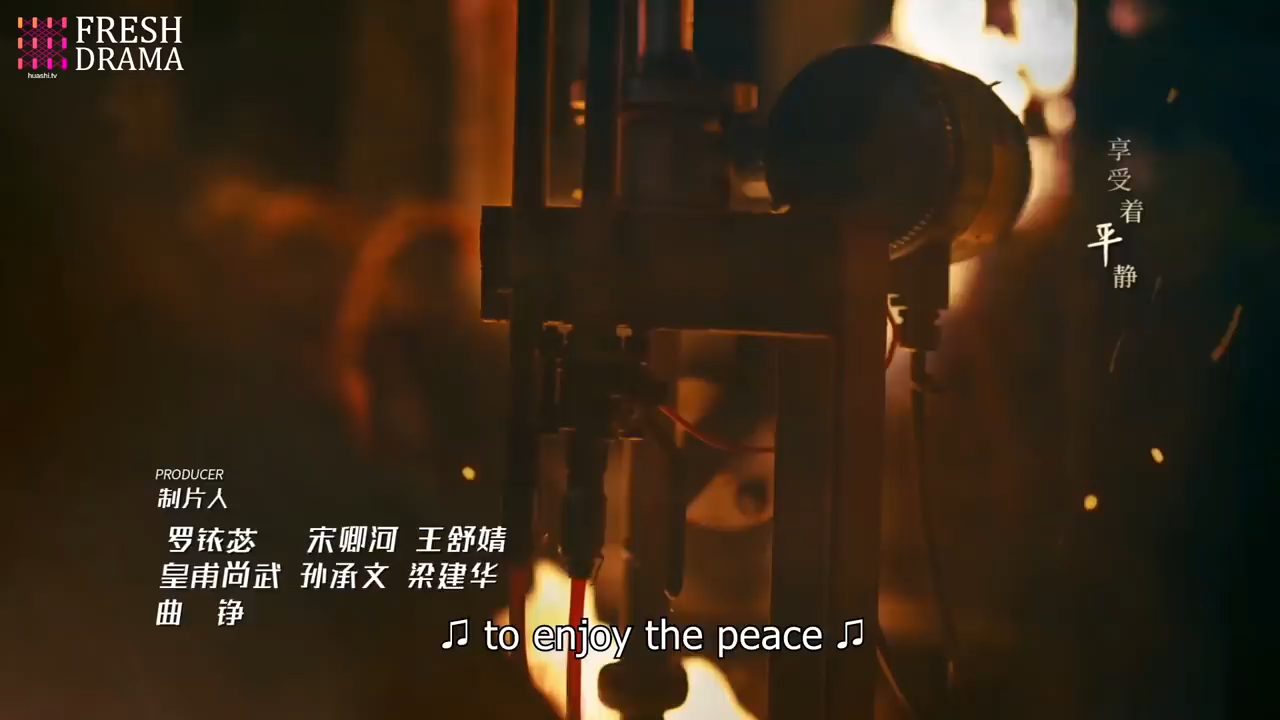 FRESH
DRAMA
huashi.tv
享受着平静
PRODUCER
制片人
罗铱苾 宋卿河 王舒婧
皇甫尚武 孙承文 梁建华
曲 铮
♫ to enjoy the peace ♫